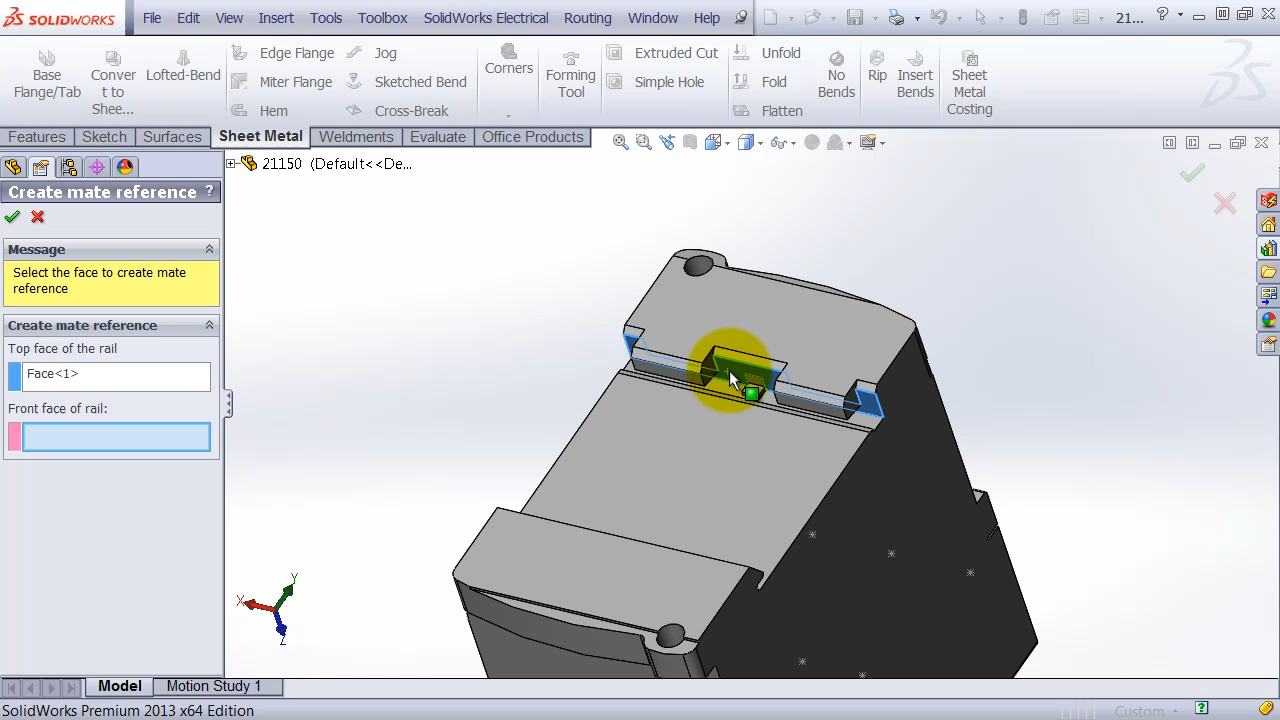 SOLIDWORKS File Edit View Insert Tools Toolbox SolidWorks Electrical Routing Window Help 21...
Base Flange/Tab
Conver t to Shee...
Lofted-Bend
Edge Flange
Miter Flange
Hem
Jog
Sketched Bend
Cross-Break
Corners
Forming Tool
Extruded Cut
Simple Hole
Unfold
Fold
Flatten
No Bends
Rip
Insert Bends
Sheet Metal Costing
Features Sketch Surfaces Sheet Metal Weldments Evaluate Office Products
21150 (Default<<De...
Create mate reference ?
Message
Select the face to create mate
reference
Create mate reference
Top face of the rail
Face<1>
Front face of rail:
Y
X
Z
Model Motion Study 1
SolidWorks Premium 2013 x64 Edition
Custom